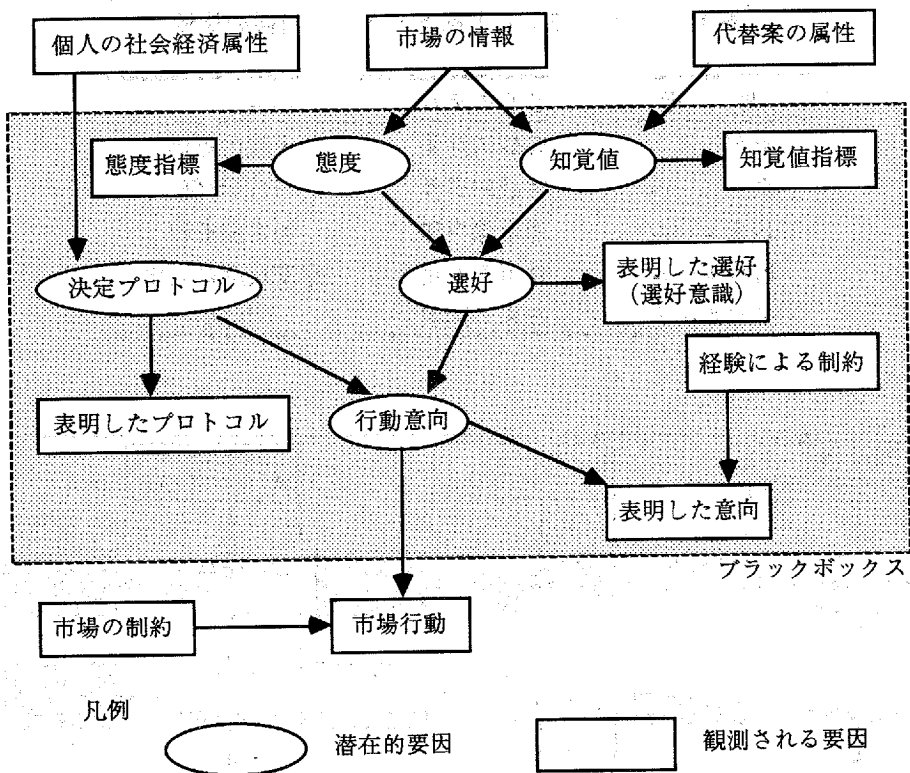 個人の社会経済属性
市場の情報
代替案の属性
態度指標
態度
知覚値
知覚値指標
決定プロトコル
選好
表明した選好
(選好意識)
経験による制約
表明したプロトコル
行動意向
表明した意向
ブラックボックス
市場の制約
市場行動
凡例
潜在的要因
観測される要因